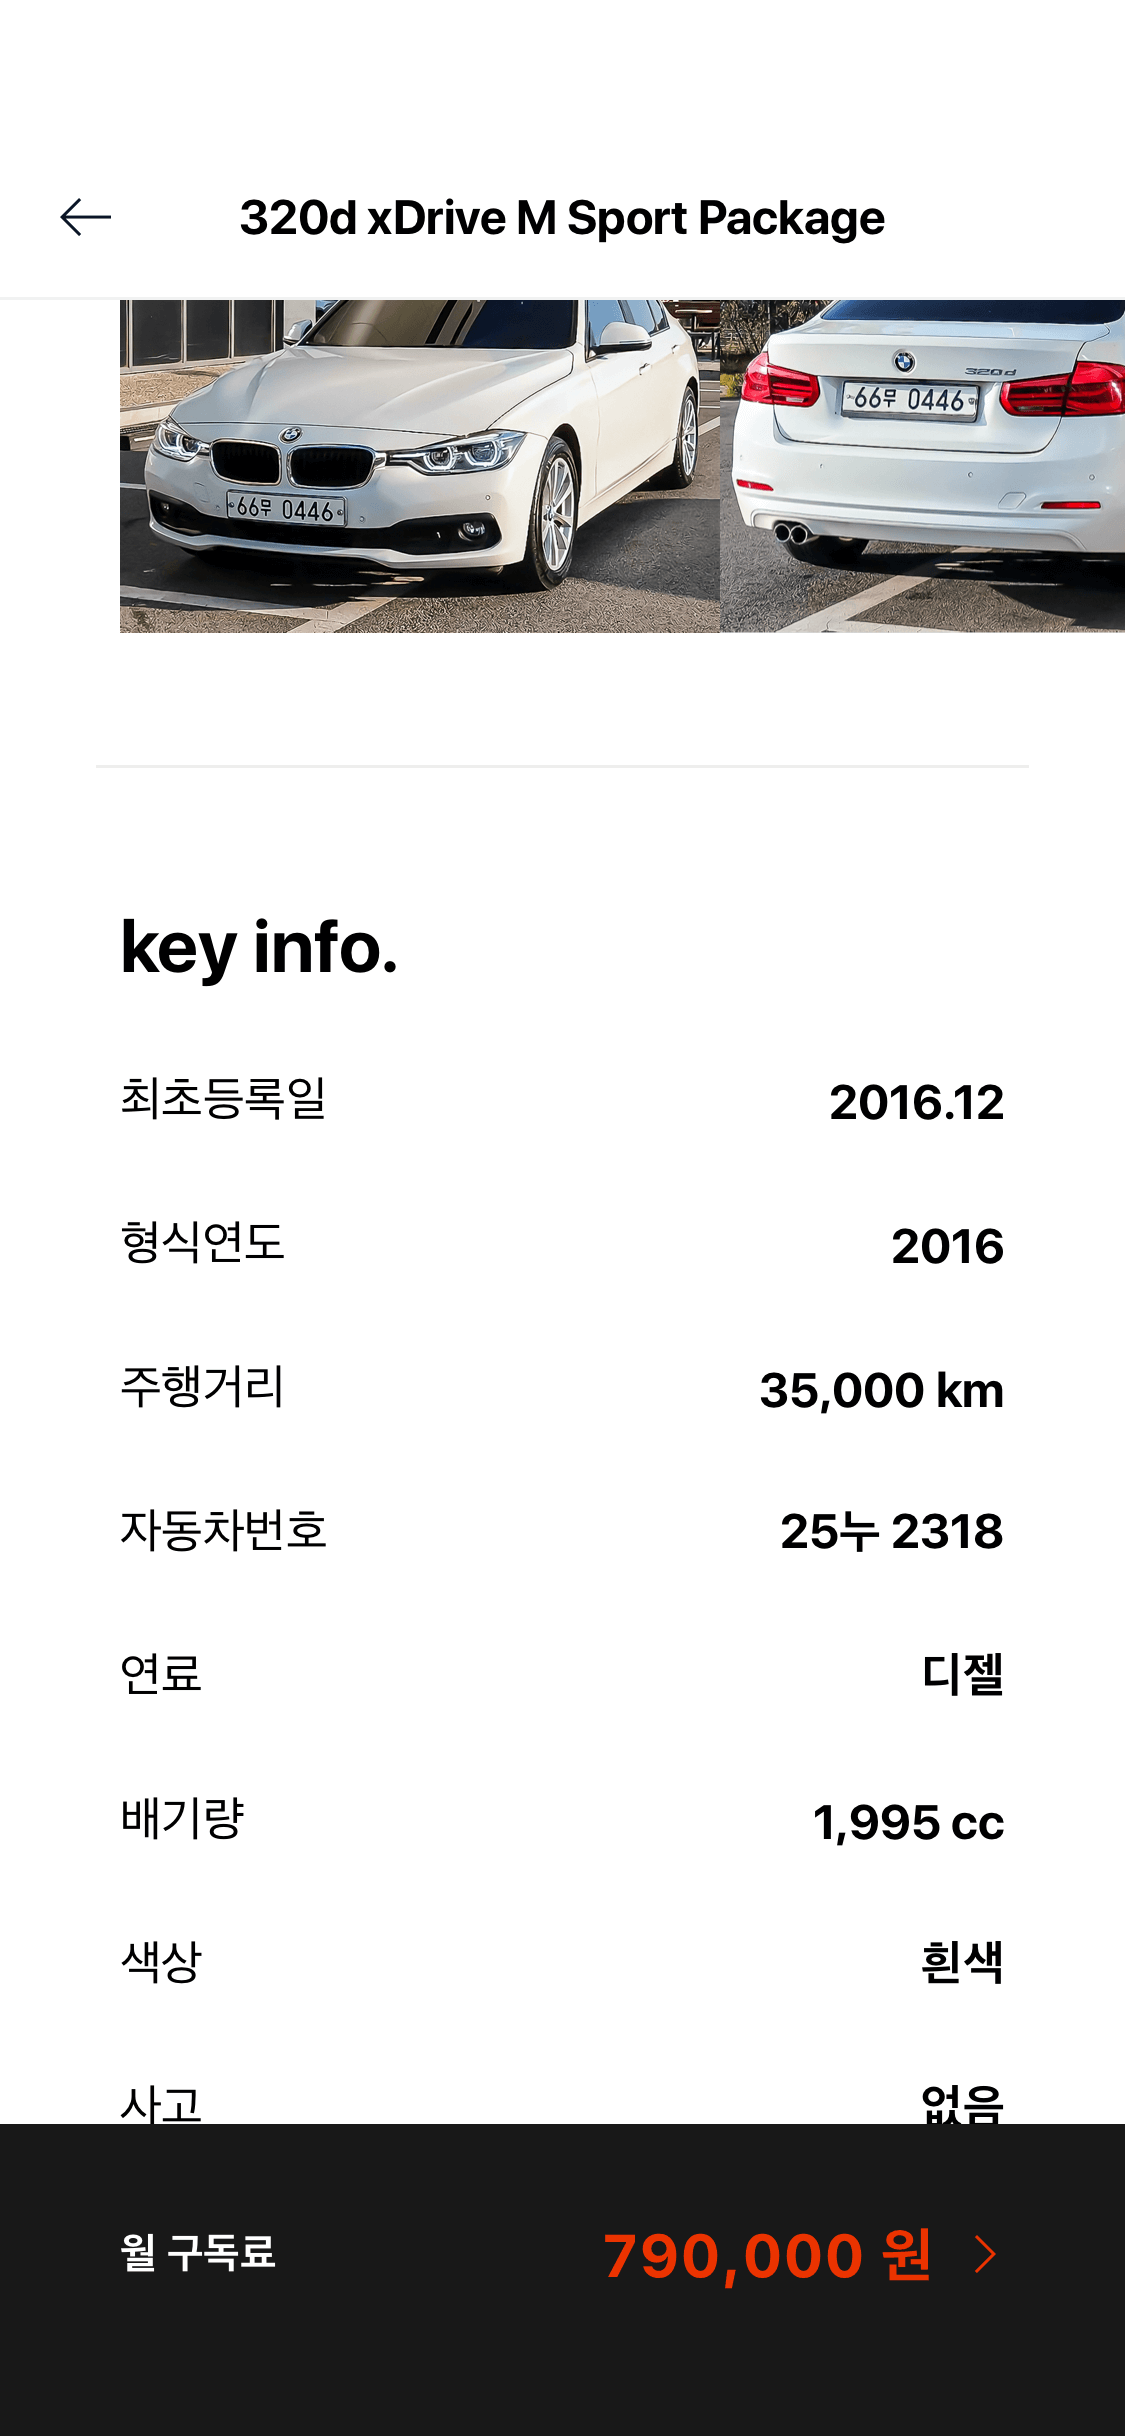 320d xDrive M Sport Package
320d
66무 0446
66무 0446
key info.
최초등록일 2016.12
형식연도 2016
주행거리 35,000 km
자동차번호 25누 2318
연료 디젤
배기량 1,995 cc
색상 흰색
사고 없음
월 구독료 790,000 원